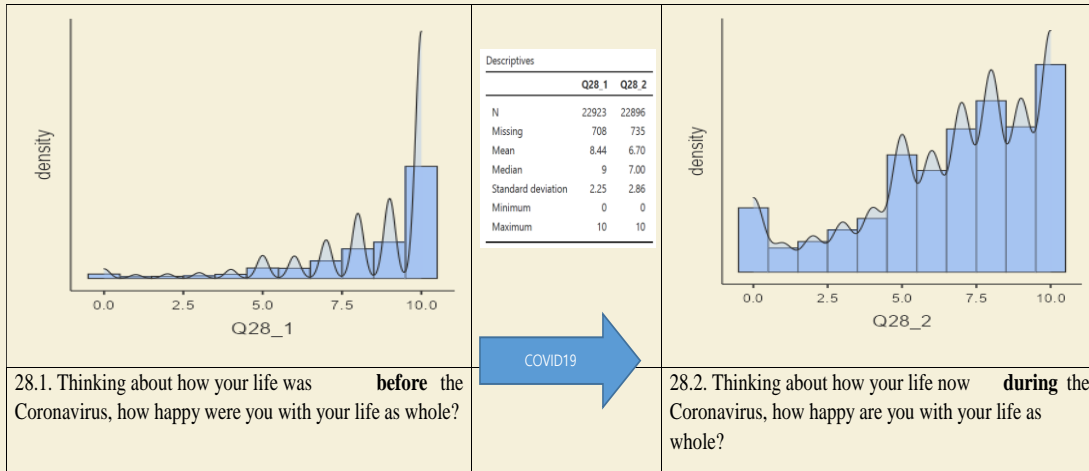 density
0.0 2.5 5.0 7.5 10.0
Q28_1
Descriptives
Q28_1 Q28_2
N 22923 22896
Missing 708 735
Mean 8.44 6.70
Median 9 7.00
Standard deviation 2.25 2.86
Minimum 0 0
Maximum 10 10
COVID19
density
0.0 2.5 5.0 7.5 10.0
Q28_2
28.1. Thinking about how your life was before the
Coronavirus, how happy were you with your life as whole?
28.2. Thinking about how your life now during the
Coronavirus, how happy are you with your life as
whole?